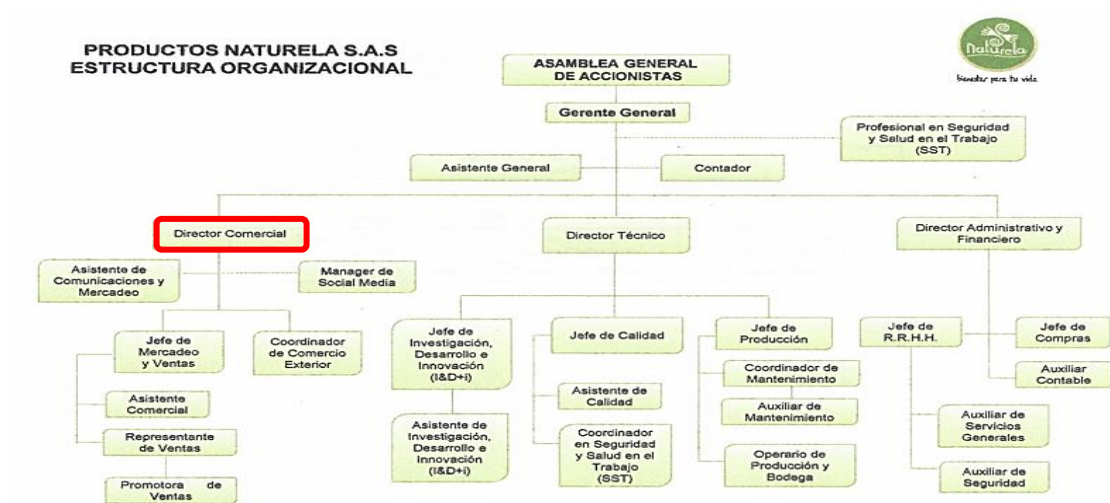 PRODUCTOS NATURELA S.A.S
ESTRUCTURA ORGANIZACIONAL
Naturela
bienestar para tu vida
ASAMBLEA GENERAL
DE ACCIONISTAS
Gerente General
Profesional en Seguridad
y Salud en el Trabajo
(SST)
Asistente General
Contador
Director Comercial
Director Técnico
Director Administrativo y
Financiero
Asistente de
Comunicaciones y
Mercadeo
Manager de
Social Media
Jefe de
Mercadeo
y Ventas
Coordinador
de Comercio
Exterior
Jefe de
Investigación,
Desarrollo e
Innovación
(I&D+i)
Jefe de Calidad
Jefe de
Producción
Jefe de
R.R.H.H.
Jefe de
Compras
Asistente
Comercial
Asistente de
Calidad
Coordinador de
Mantenimiento
Auxiliar
Contable
Representante
de Ventas
Asistente de
Investigación,
Desarrollo e
Innovación
(I&D+i)
Coordinador
en Seguridad
y Salud en el
Trabajo
(SST)
Auxiliar de
Mantenimiento
Auxiliar de
Servicios
Generales
Promotora de
Ventas
Operario de
Producción y
Bodega
Auxiliar de
Seguridad